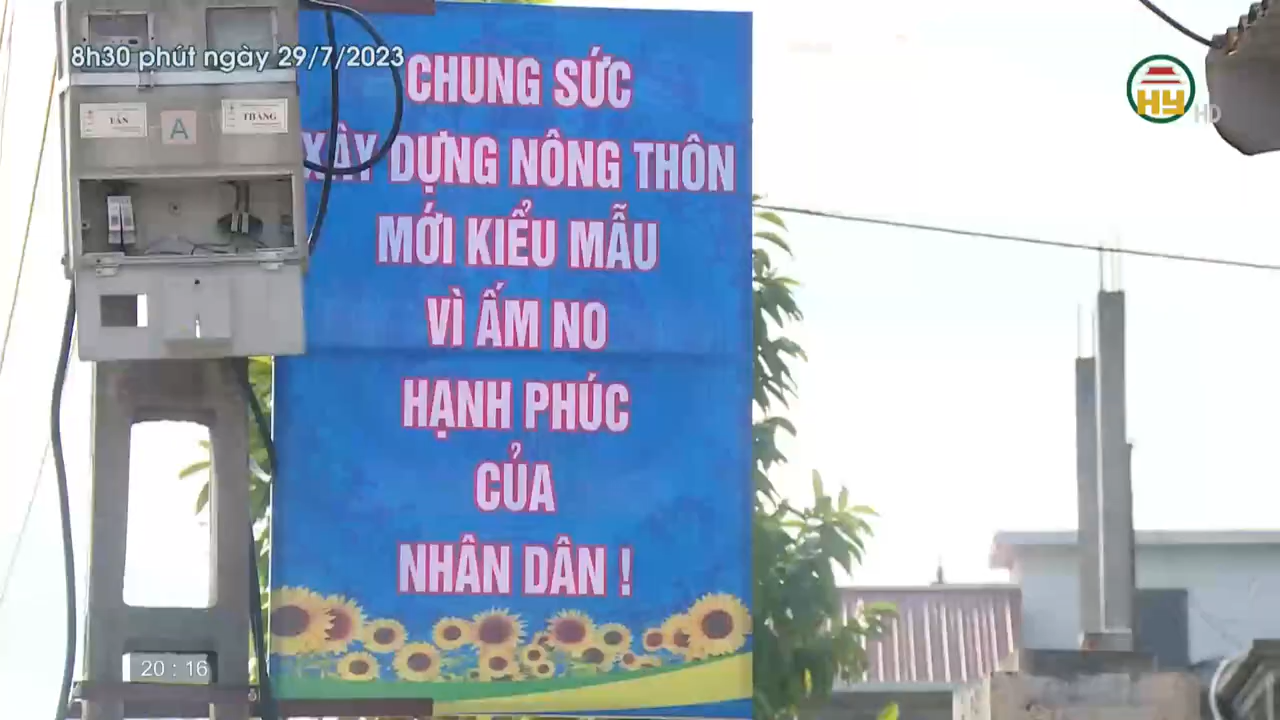 8h30 phút ngày 29/7/2023
HY HD
TÂN
A
THẮNG
CHUNG SỨC
XÂY DỰNG NÔNG THÔN
MỚI KIỂU MẪU
VÌ ẤM NO
HẠNH PHÚC
CỦA
NHÂN DÂN !
20 : 16